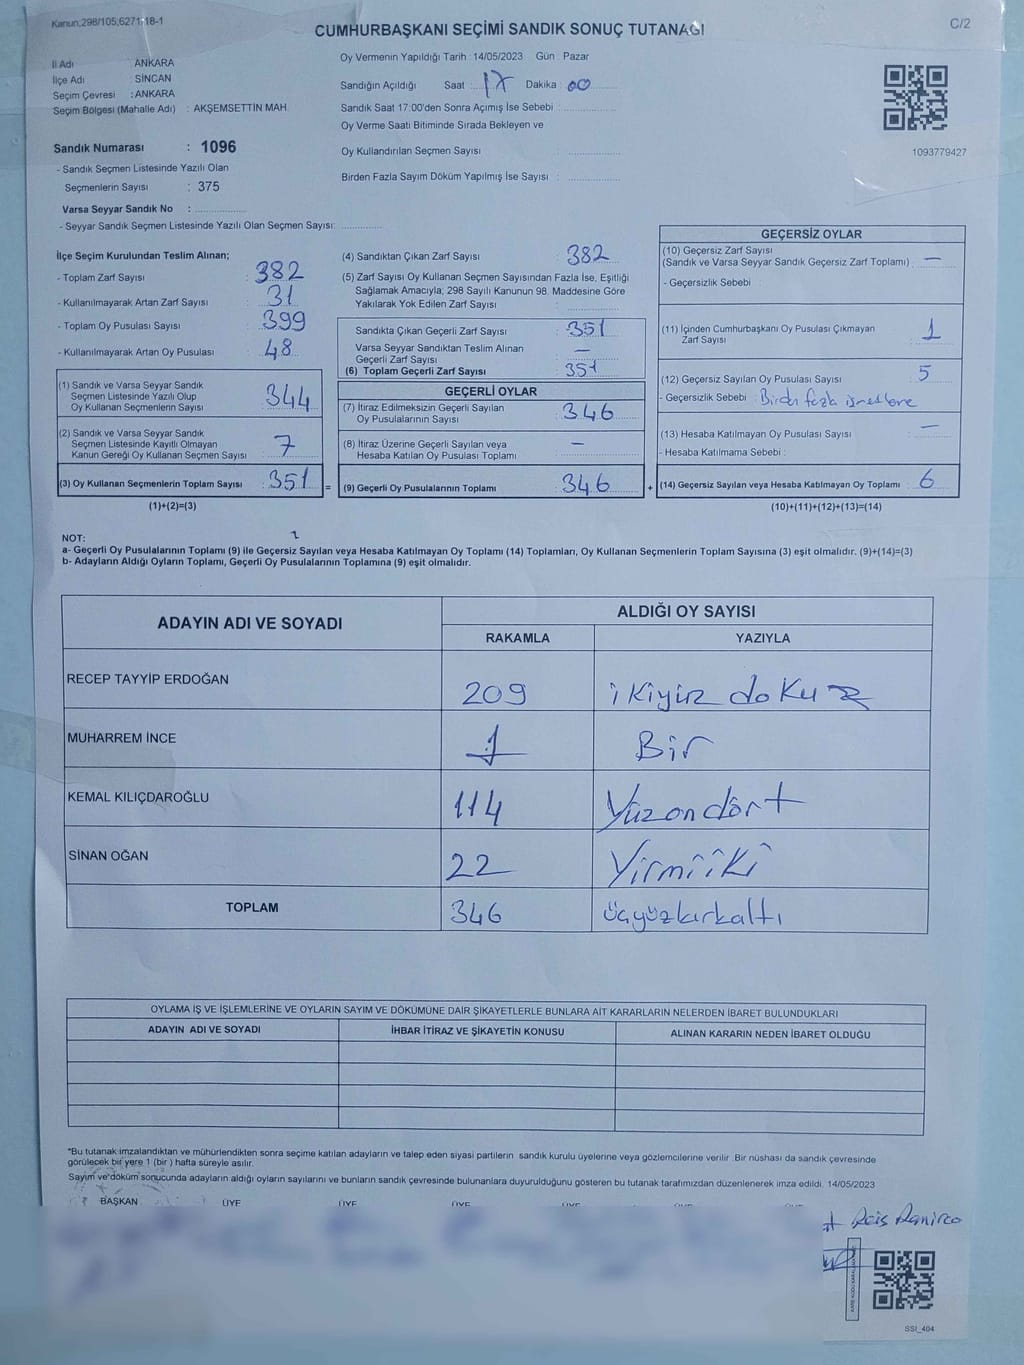 Kanun,298/105,6271/18-1
C/2
CUMHURBAŞKANI SEÇİMİ SANDIK SONUÇ TUTANAĞI
İl Adı : ANKARA
İlçe Adı : SİNCAN
Seçim Çevresi : ANKARA
Seçim Bölgesi (Mahalle Adı) : AKŞEMSETTİN MAH.
Oy Vermenin Yapıldığı Tarih : 14/05/2023 Gün : Pazar
Sandığın Açıldığı Saat : 17 Dakika : 00
Sandık Saat 17:00'den Sonra Açımış İse Sebebi :
Oy Verme Saati Bitiminde Sırada Bekleyen ve
Oy Kullandırılan Seçmen Sayısı :
Birden Fazla Sayım Döküm Yapılmış İse Sayısı :
1093779427
Sandık Numarası : 1096
- Sandık Seçmen Listesinde Yazılı Olan
Seçmenlerin Sayısı : 375
Varsa Seyyar Sandık No :
- Seyyar Sandık Seçmen Listesinde Yazılı Olan Seçmen Sayısı:
İlçe Seçim Kurulundan Teslim Alınan;
- Toplam Zarf Sayısı : 382
- Kullanılmayarak Artan Zarf Sayısı : 31
- Toplam Oy Pusulası Sayısı : 399
- Kullanılmayarak Artan Oy Pusulası : 48
(1) Sandık ve Varsa Seyyar Sandık
Seçmen Listesinde Yazılı Olup
Oy Kullanan Seçmenlerin Sayısı : 344
(2) Sandık ve Varsa Seyyar Sandık
Seçmen Listesinde Kayıtlı Olmayan
Kanun Gereği Oy Kullanan Seçmen Sayısı : 7
(3) Oy Kullanan Seçmenlerin Toplam Sayısı : 351 =
(1)+(2)=(3)
(4) Sandıktan Çıkan Zarf Sayısı : 382
(5) Zarf Sayısı Oy Kullanan Seçmen Sayısından Fazla İse, Eşitliği
Sağlamak Amacıyla; 298 Sayılı Kanunun 98. Maddesine Göre
Yakılarak Yok Edilen Zarf Sayısı :
Sandıkta Çıkan Geçerli Zarf Sayısı : 351
Varsa Seyyar Sandıktan Teslim Alınan
Geçerli Zarf Sayısı : —
(6) Toplam Geçerli Zarf Sayısı : 351
GEÇERLİ OYLAR
(7) İtiraz Edilmeksizin Geçerli Sayılan
Oy Pusulalarının Sayısı : 346
(8) İtiraz Üzerine Geçerli Sayılan veya
Hesaba Katılan Oy Pusulası Toplamı : —
(9) Geçerli Oy Pusulalarının Toplamı : 346 +
GEÇERSİZ OYLAR
(10) Geçersiz Zarf Sayısı
(Sandık ve Varsa Seyyar Sandık Geçersiz Zarf Toplamı) : —
- Geçersizlik Sebebi :
(11) İçinden Cumhurbaşkanı Oy Pusulası Çıkmayan
Zarf Sayısı : 1
(12) Geçersiz Sayılan Oy Pusulası Sayısı : 5
- Geçersizlik Sebebi : Birden fazla
(13) Hesaba Katılmayan Oy Pusulası Sayısı : —
- Hesaba Katılmama Sebebi :
(14) Geçersiz Sayılan veya Hesaba Katılmayan Oy Toplamı : 6
(10)+(11)+(12)+(13)=(14)
NOT:
a- Geçerli Oy Pusulalarının Toplamı (9) ile Geçersiz Sayılan veya Hesaba Katılmayan Oy Toplamı (14) Toplamları, Oy Kullanan Seçmenlerin Toplam Sayısına (3) eşit olmalıdır. (9)+(14)=(3)
b- Adayların Aldığı Oyların Toplamı, Geçerli Oy Pusulalarının Toplamına (9) eşit olmalıdır.
ADAYIN ADI VE SOYADI
ALDIĞI OY SAYISI
RAKAMLA YAZIYLA
RECEP TAYYİP ERDOĞAN 209 ikiyüz dokuz
MUHARREM İNCE 1 Bir
KEMAL KILIÇDAROĞLU 114 Yüzondört
SİNAN OĞAN 22 Yirmiiki
TOPLAM 346 üçyüzkırkaltı
OYLAMA İŞ VE İŞLEMLERİNE VE OYLARIN SAYIM VE DÖKÜMÜNE DAİR ŞİKAYETLERLE BUNLARA AİT KARARLARIN NELERDEN İBARET BULUNDUKLARI
ADAYIN ADI VE SOYADI İHBAR İTİRAZ VE ŞİKAYETİN KONUSU ALINAN KARARIN NEDEN İBARET OLDUĞU
*Bu tutanak imzalandıktan ve mühürlendikten sonra seçime katılan adayların ve talep eden siyasi partilerin sandık kurulu üyelerine veya gözlemcilerine verilir .Bir nüshası da sandık çevresinde
görülecek bir yere 1 (bir ) hafta süreyle asılır.
Sayım ve döküm sonucunda adayların aldığı oyların sayılarını ve bunların sandık çevresinde bulunanlara duyurulduğunu gösteren bu tutanak tarafımızdan düzenlenerek imza edildi. 14/05/2023
BAŞKAN ÜYE ÜYE ÜYE ÜYE ÜYE ÜYE
SSI_404